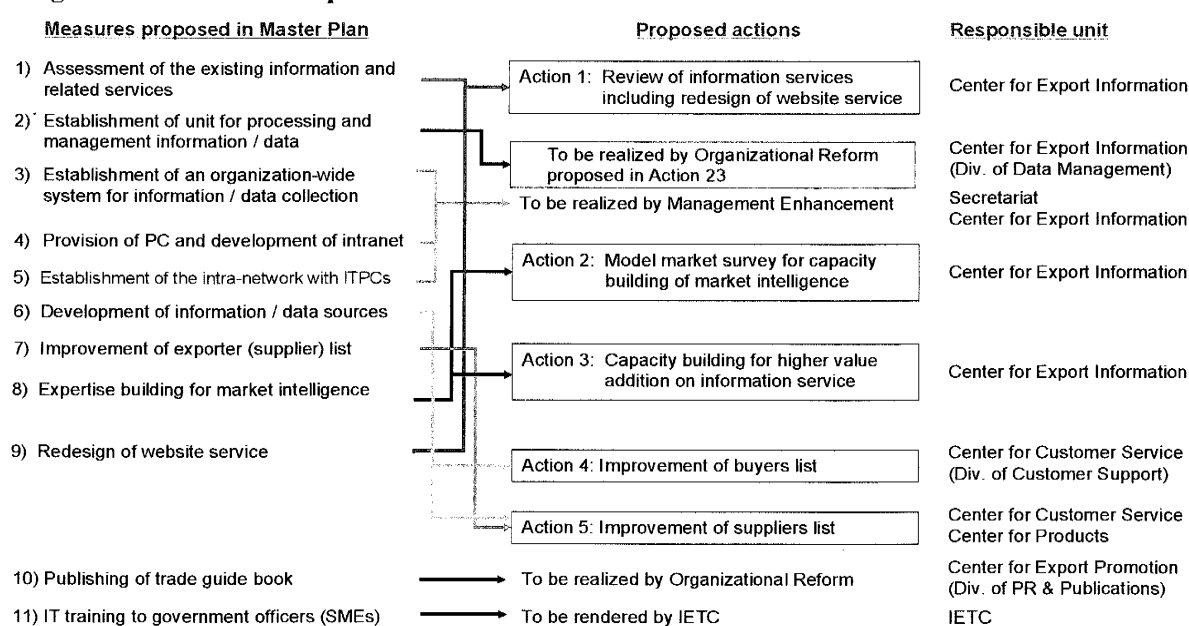 Measures proposed in Master Plan
Proposed actions
Responsible unit
1) Assessment of the existing information and
related services
2) Establishment of unit for processing and
management information / data
3) Establishment of an organization-wide
system for information / data collection
4) Provision of PC and development of intranet
5) Establishment of the intra-network with ITPCs
6) Development of information / data sources
7) Improvement of exporter (supplier) list
8) Expertise building for market intelligence
9) Redesign of website service
10) Publishing of trade guide book
11) IT training to government officers (SMEs)
Action 1: Review of information services
including redesign of website service
To be realized by Organizational Reform
proposed in Action 23
To be realized by Management Enhancement
Action 2: Model market survey for capacity
building of market intelligence
Action 3: Capacity building for higher value
addition on information service
Action 4: Improvement of buyers list
Action 5: Improvement of suppliers list
To be realized by Organizational Reform
To be rendered by IETC
Center for Export Information
Center for Export Information
(Div. of Data Management)
Secretariat
Center for Export Information
Center for Export Information
Center for Export Information
Center for Customer Service
(Div. of Customer Support)
Center for Customer Service
Center for Products
Center for Export Promotion
(Div. of PR & Publications)
IETC